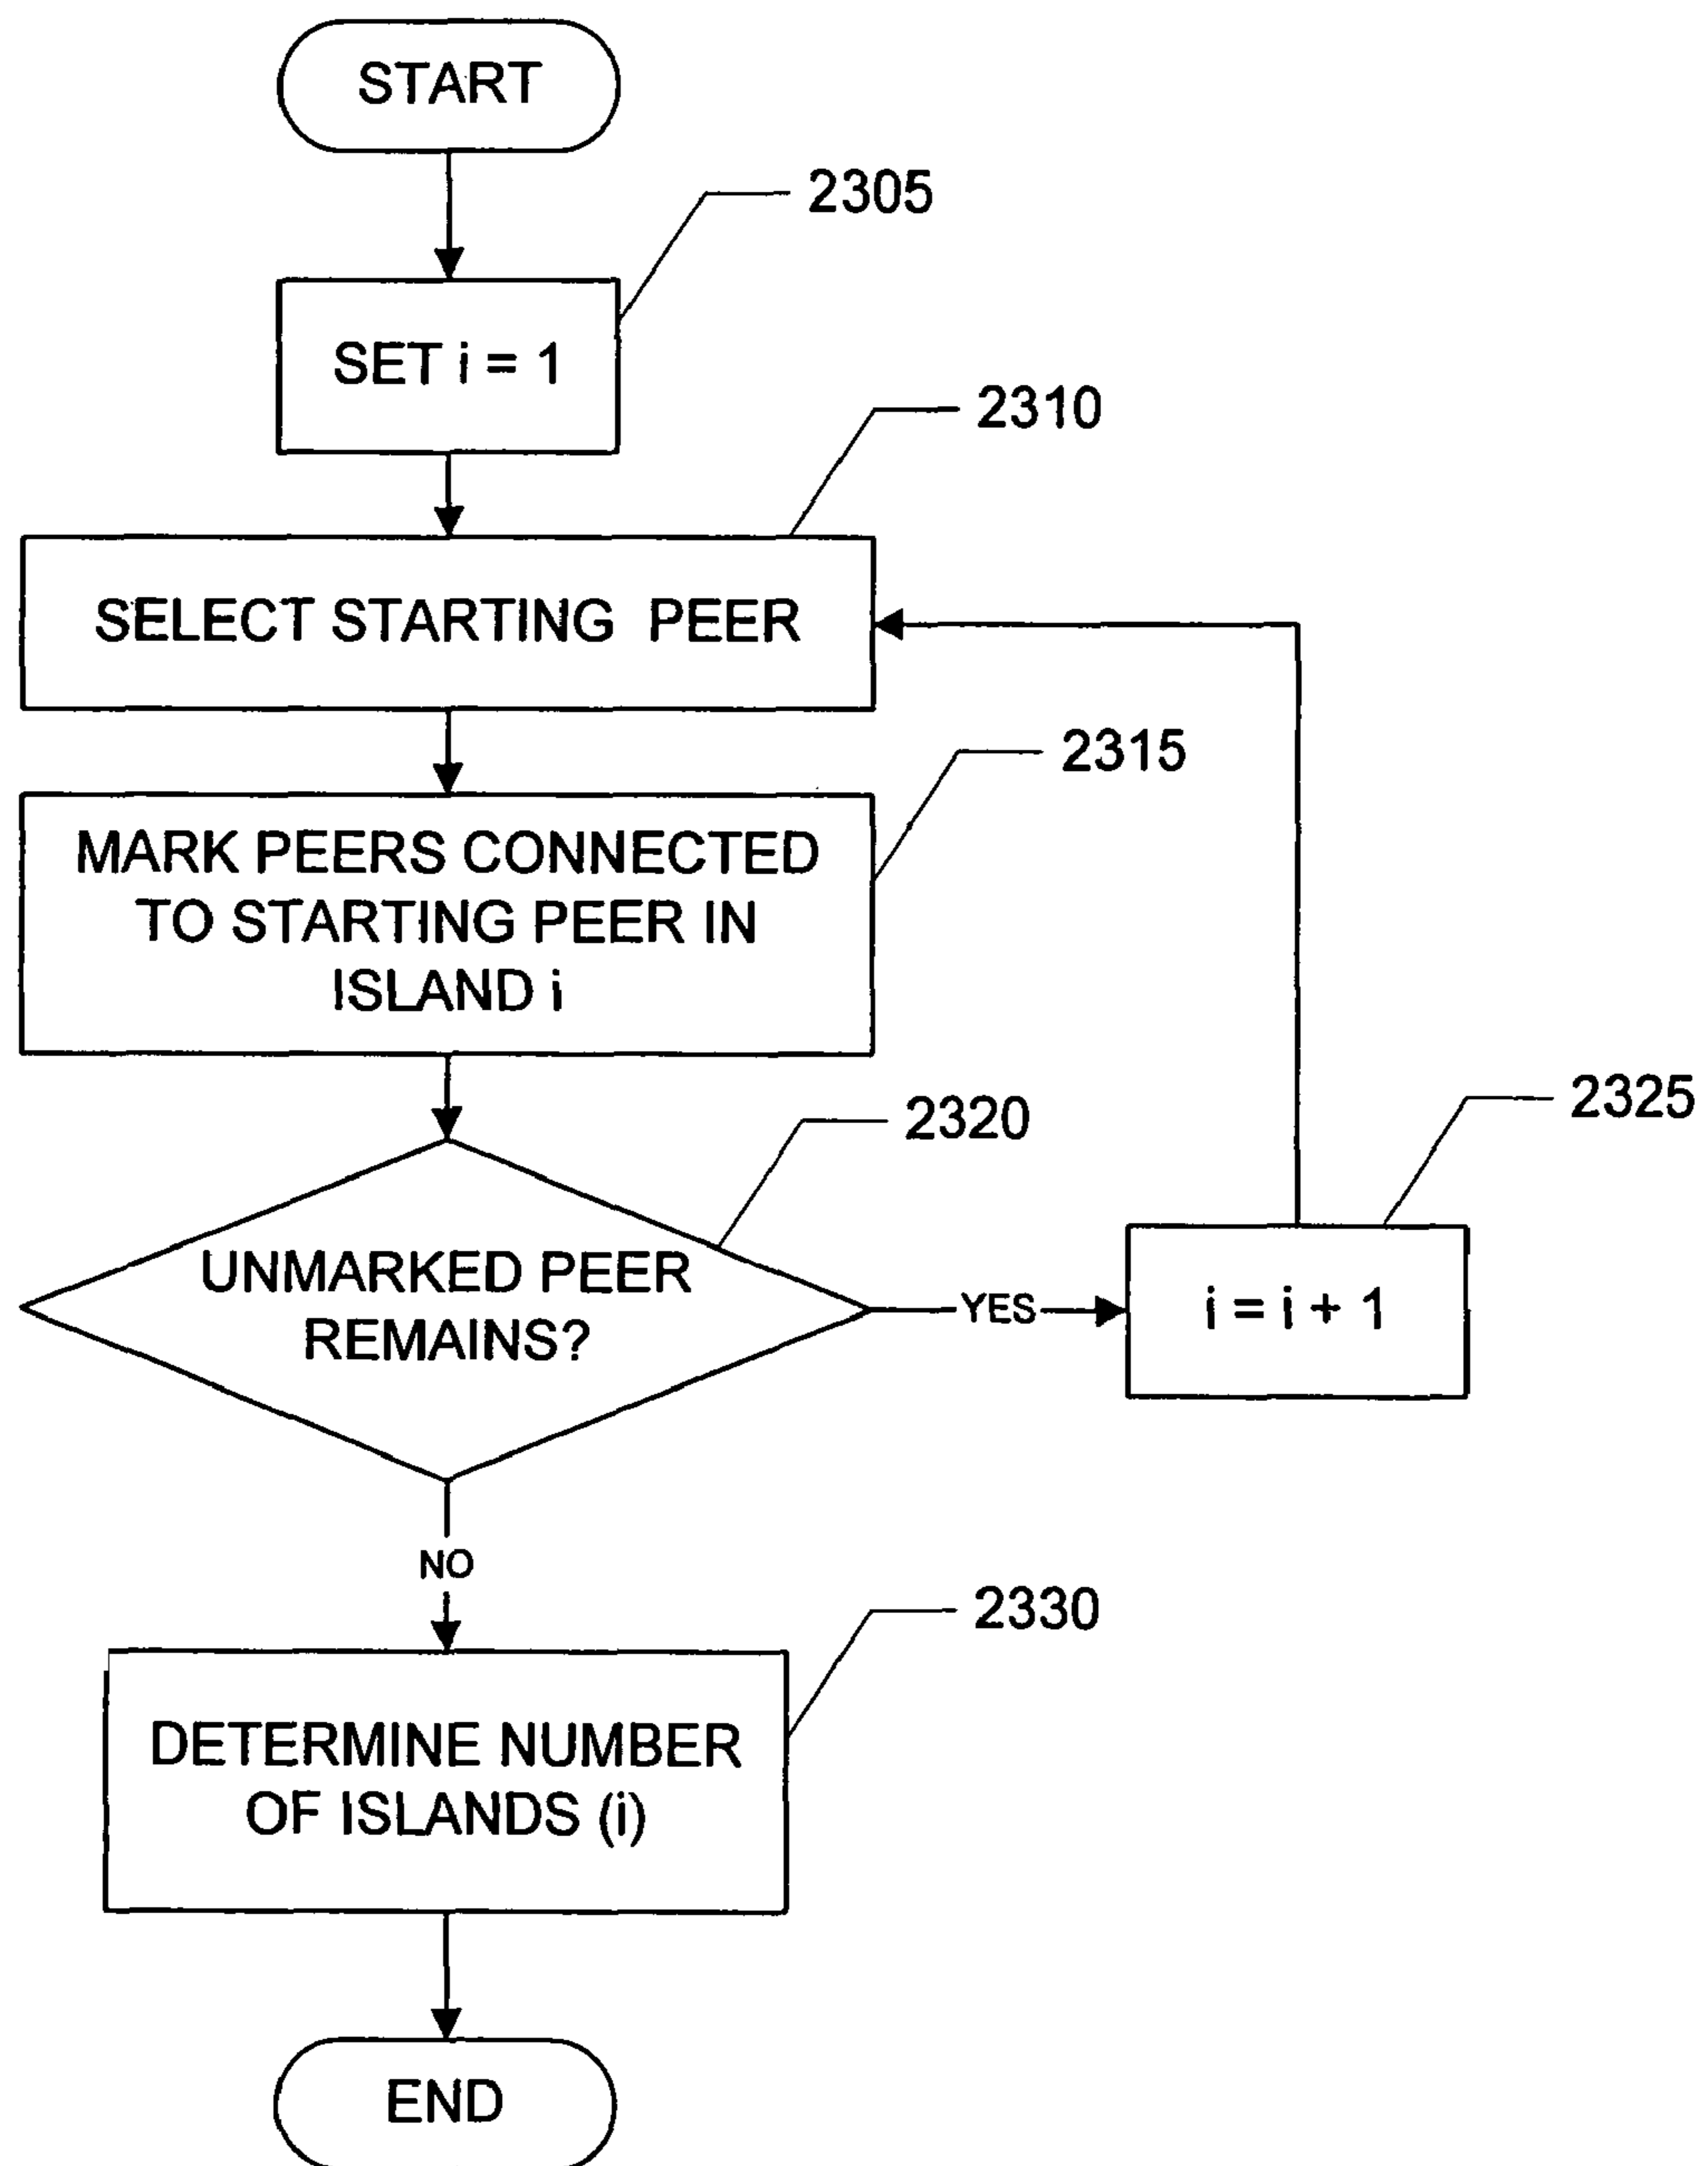 START
2305
SET i = 1
2310
SELECT STARTING PEER
2315
MARK PEERS CONNECTED
TO STARTING PEER IN
ISLAND i
2320
2325
UNMARKED PEER
REMAINS?
YES
i = i + 1
NO
2330
DETERMINE NUMBER
OF ISLANDS (i)
END